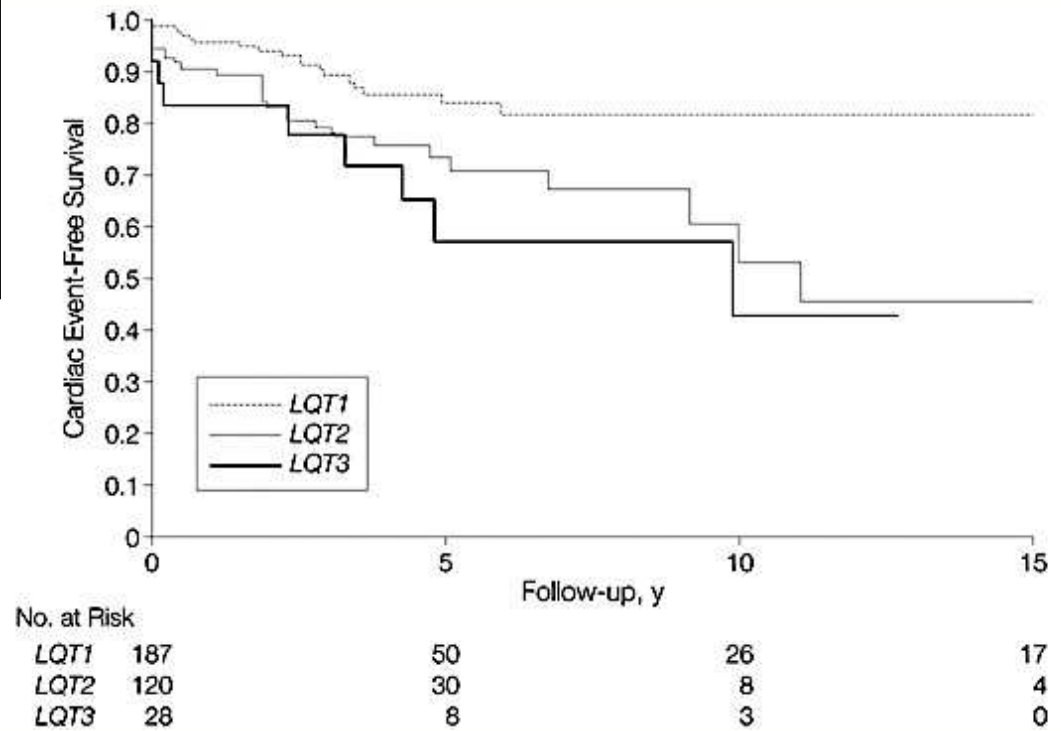 Cardiac Event-Free Survival
1.0
0.9
0.8
0.7
0.6
0.5
0.4
0.3
0.2
0.1
0
LQT1
LQT2
LQT3
0 5 10 15
Follow-up, y
No. at Risk
LQT1 187 50 26 17
LQT2 120 30 8 4
LQT3 28 8 3 0